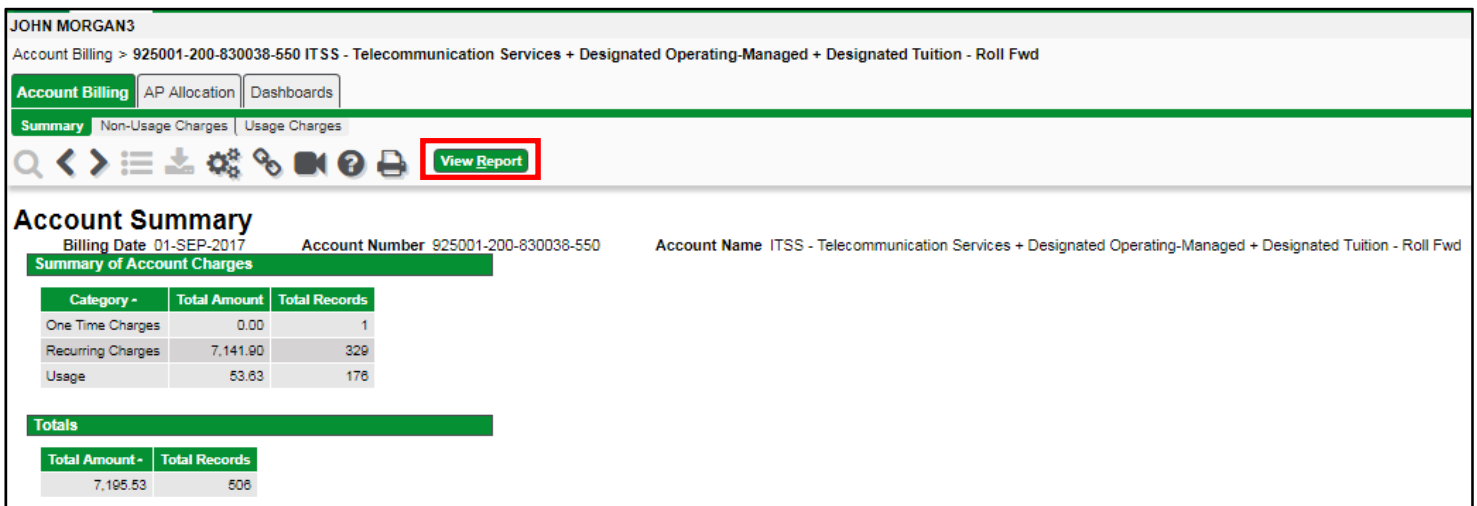 JOHN MORGAN3
Account Billing > 925001-200-830038-550 ITSS - Telecommunication Services + Designated Operating-Managed + Designated Tuition - Roll Fwd
Account Billing AP Allocation Dashboards
Summary Non-Usage Charges Usage Charges
View Report
Account Summary
Billing Date 01-SEP-2017 Account Number 925001-200-830038-550 Account Name ITSS - Telecommunication Services + Designated Operating-Managed + Designated Tuition - Roll Fwd
Summary of Account Charges
Category Total Amount Total Records
One Time Charges 0.00 1
Recurring Charges 7,141.90 329
Usage 53.63 176
Totals
Total Amount Total Records
7,195.53 506